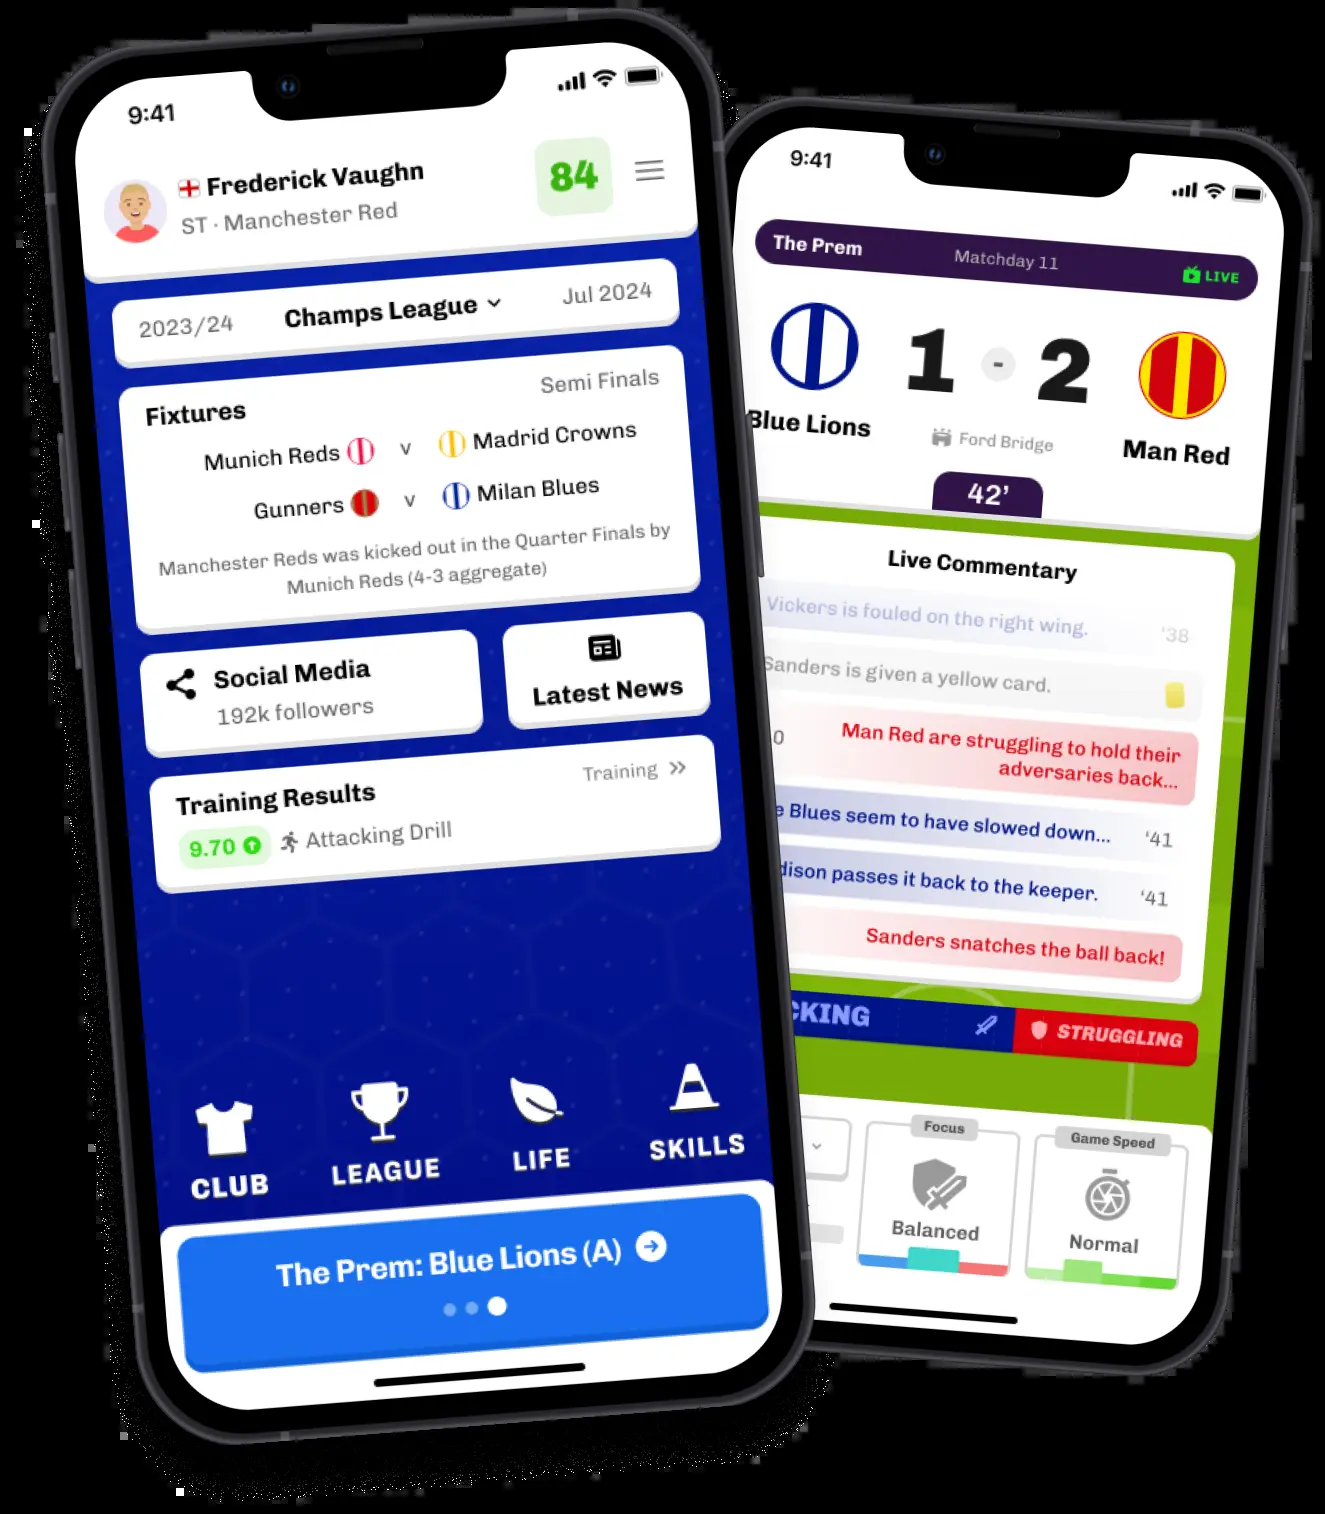 9:41
Frederick Vaughn
ST · Manchester Red
84
2023/24 Champs League Jul 2024
Fixtures Semi Finals
Munich Reds v Madrid Crowns
Gunners v Milan Blues
Manchester Reds was kicked out in the Quarter Finals by
Munich Reds (4-3 aggregate)
Social Media
192k followers
Latest News
Training Results Training
9.70 Attacking Drill
CLUB LEAGUE LIFE SKILLS
The Prem: Blue Lions (A)
9:41
The Prem Matchday 11 LIVE
1 - 2
Blue Lions Ford Bridge Man Red
42’
Live Commentary
Vickers is fouled on the right wing. ‘38
Sanders is given a yellow card.
Man Red are struggling to hold their
adversaries back...
Blues seem to have slowed down... ‘41
passes it back to the keeper. ‘41
Sanders snatches the ball back!
STRUGGLING
Focus Game Speed
Balanced Normal